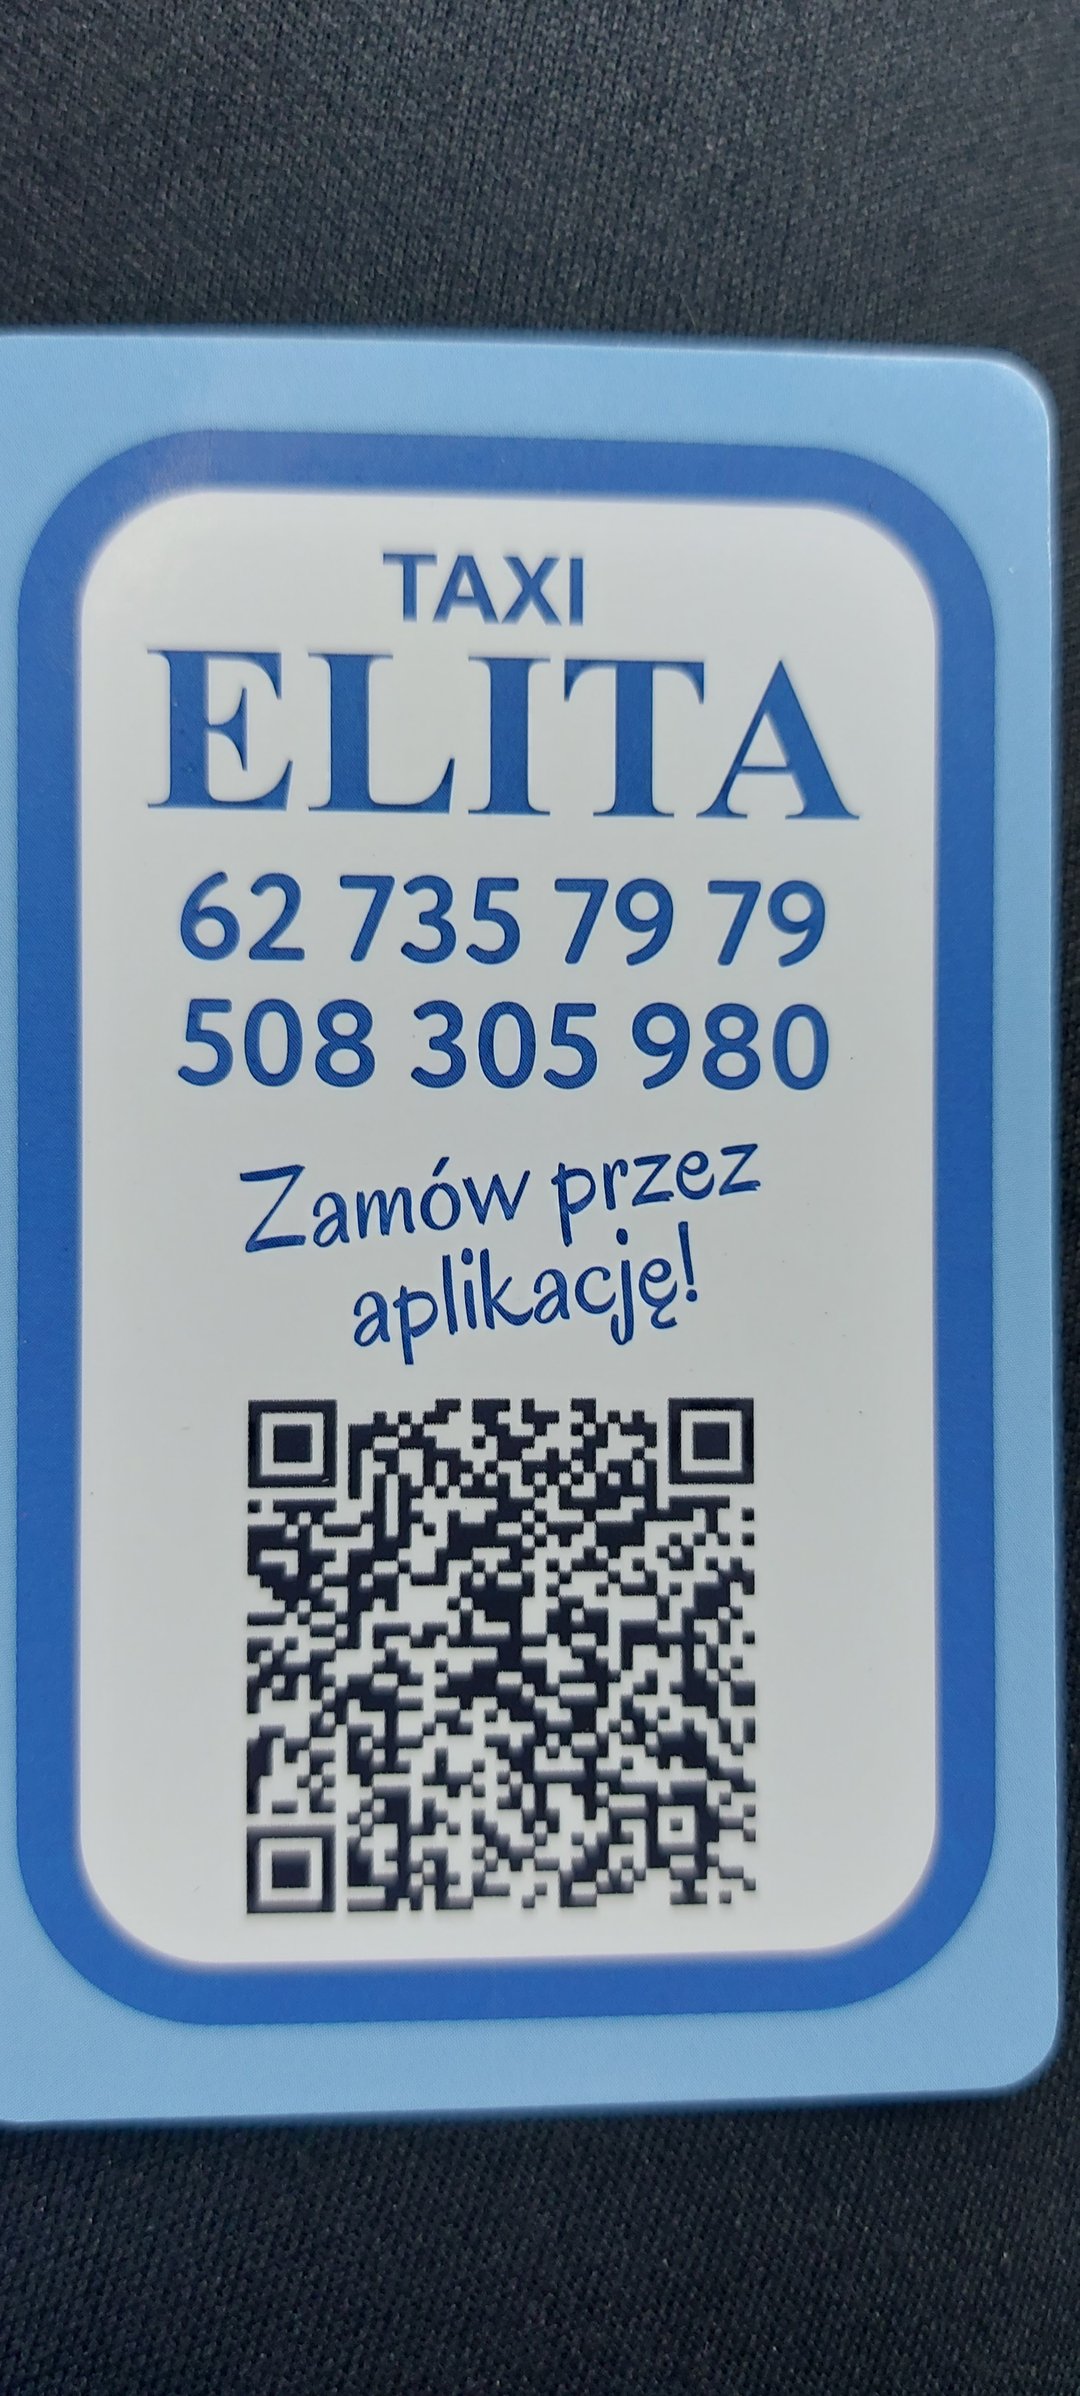 TAXI
ELITA
62 735 79 79
508 305 980
Zamów przez
aplikację!